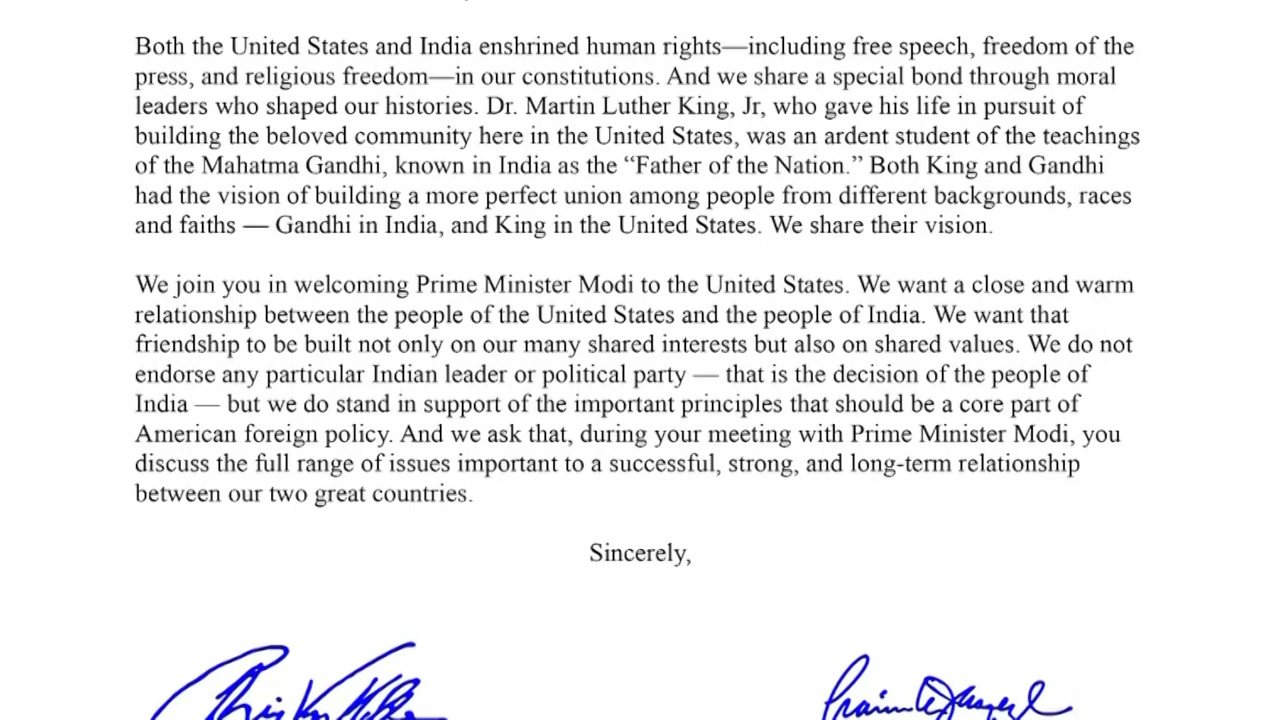 Both the United States and India enshrined human rights—including free speech, freedom of the
press, and religious freedom—in our constitutions. And we share a special bond through moral
leaders who shaped our histories. Dr. Martin Luther King, Jr, who gave his life in pursuit of
building the beloved community here in the United States, was an ardent student of the teachings
of the Mahatma Gandhi, known in India as the “Father of the Nation.” Both King and Gandhi
had the vision of building a more perfect union among people from different backgrounds, races
and faiths — Gandhi in India, and King in the United States. We share their vision.
We join you in welcoming Prime Minister Modi to the United States. We want a close and warm
relationship between the people of the United States and the people of India. We want that
friendship to be built not only on our many shared interests but also on shared values. We do not
endorse any particular Indian leader or political party — that is the decision of the people of
India — but we do stand in support of the important principles that should be a core part of
American foreign policy. And we ask that, during your meeting with Prime Minister Modi, you
discuss the full range of issues important to a successful, strong, and long-term relationship
between our two great countries.
Sincerely,